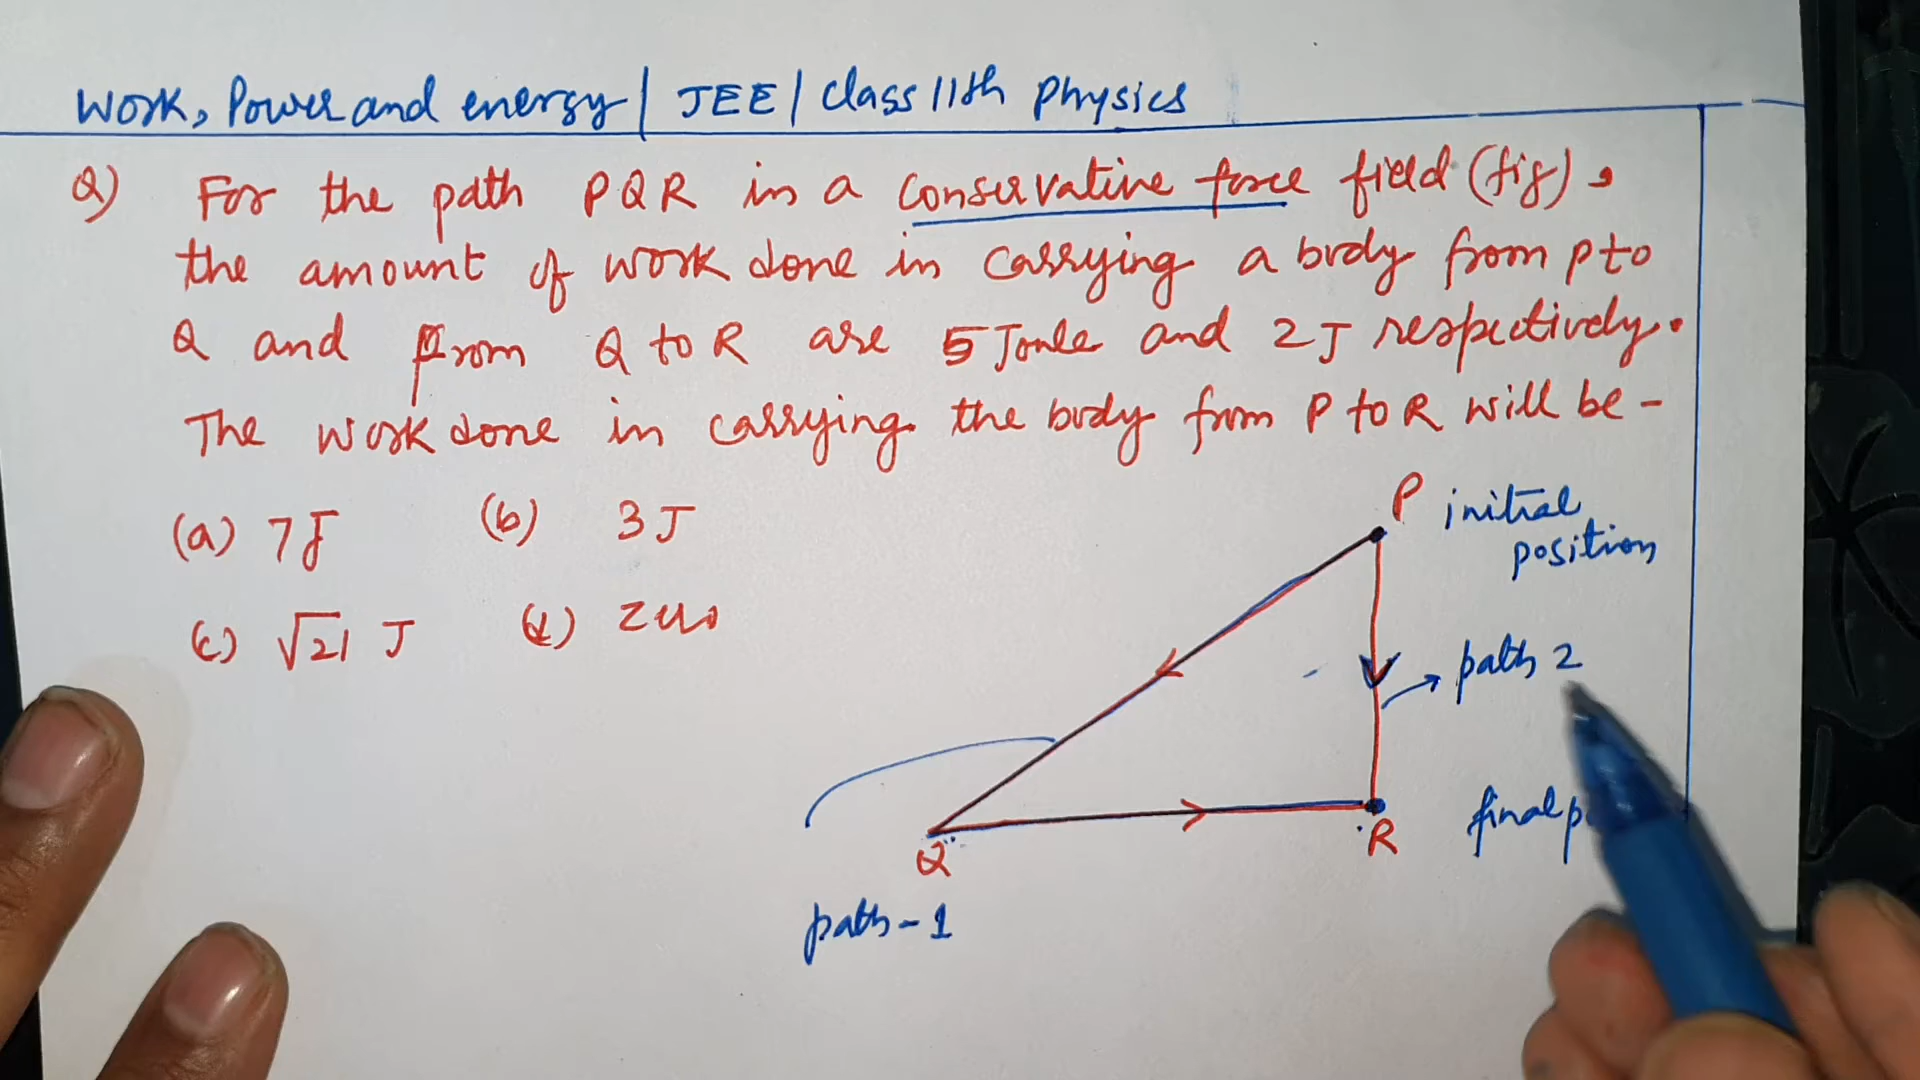 Work, Power and energy / JEE / Class 11th Physics
Q) For the path PQR in a conservative force field (fig),
the amount of work done in carrying a body from P to
Q and from Q to R are 5 Joule and 2 J respectively.
The work done in carrying the body from P to R will be -
(a) 7 J (b) 3 J
(c) √21 J (d) zero
P initial
position
path 2
final
Q
R
path - 1